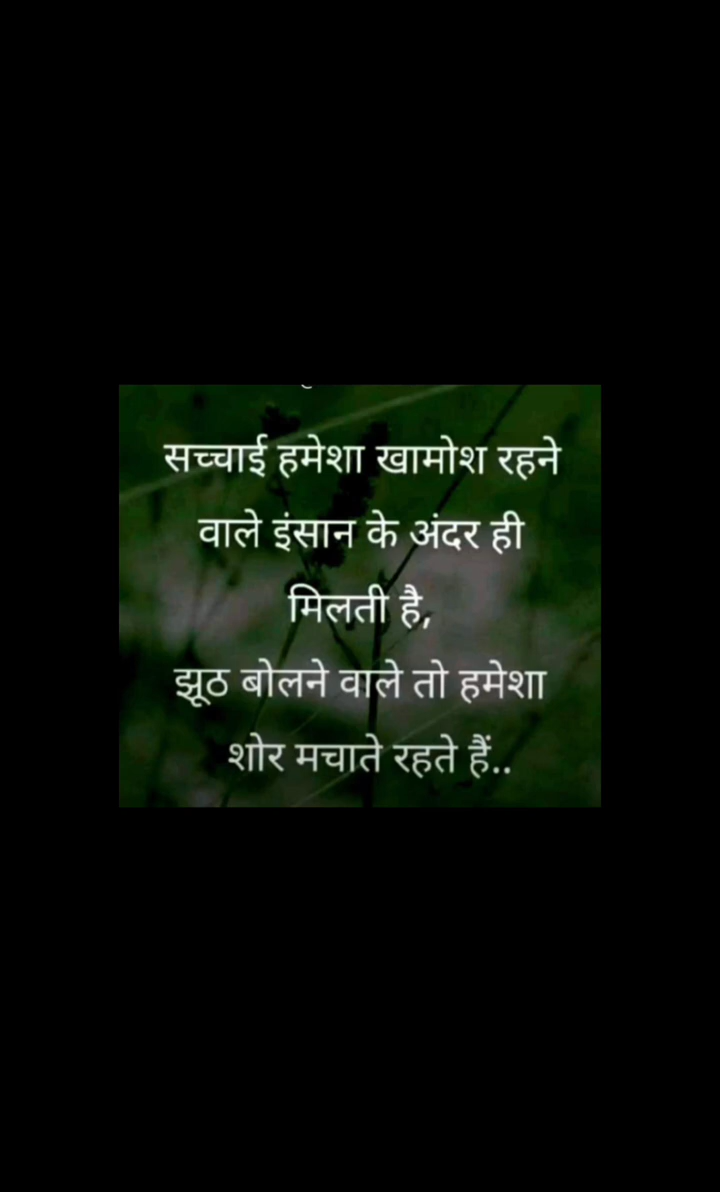 सच्चाई हमेशा खामोश रहने
वाले इंसान के अंदर ही
मिलती है,
झूठ बोलने वाले तो हमेशा
शोर मचाते रहते हैं..